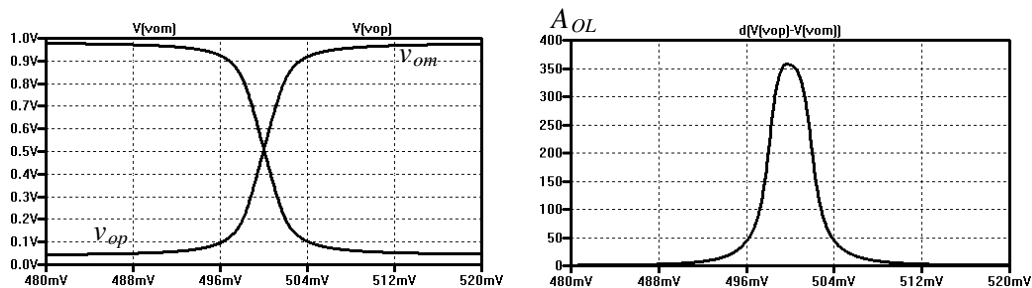 V(vom) V(vop)
1.0V
0.9V
0.8V
0.7V
0.6V
0.5V
0.4V
0.3V
0.2V
0.1V
0.0V
v_om
v_op
480mV 488mV 496mV 504mV 512mV 520mV
A_OL
d(V(vop)-V(vom))
400
350
300
250
200
150
100
50
0
480mV 488mV 496mV 504mV 512mV 520mV